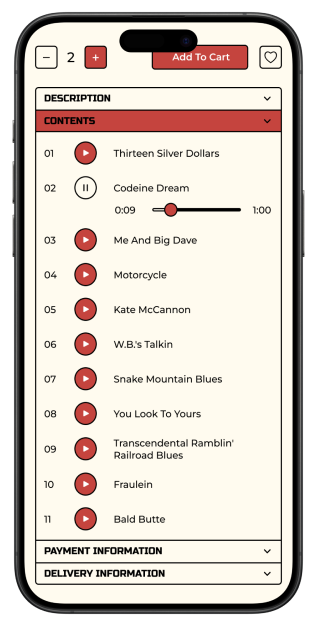 2
Add To Cart
DESCRIPTION
CONTENTS
01 Thirteen Silver Dollars
02 Codeine Dream
0:09 1:00
03 Me And Big Dave
04 Motorcycle
05 Kate McCannon
06 W.B.'s Talkin
07 Snake Mountain Blues
08 You Look To Yours
09 Transcendental Ramblin'
Railroad Blues
10 Fraulein
11 Bald Butte
PAYMENT INFORMATION
DELIVERY INFORMATION